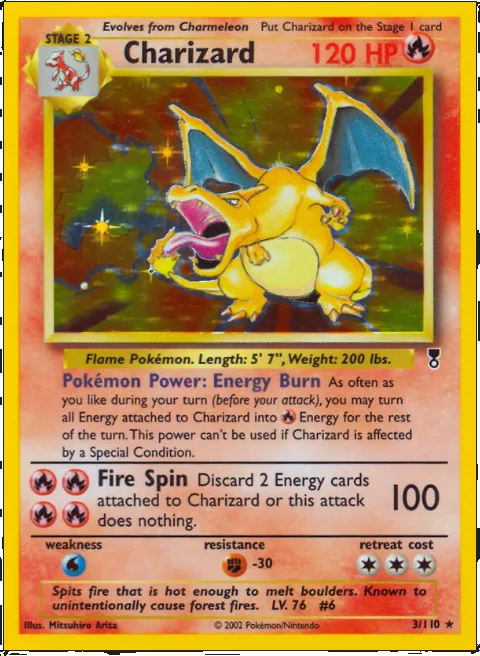 Evolves from Charmeleon Put Charizard on the Stage 1 card
STAGE 2
Charizard 120 HP
Flame Pokémon. Length: 5' 7", Weight: 200 lbs.
Pokémon Power: Energy Burn As often as
you like during your turn (before your attack), you may turn
all Energy attached to Charizard into Energy for the rest
of the turn. This power can't be used if Charizard is affected
by a Special Condition.
Fire Spin Discard 2 Energy cards
attached to Charizard or this attack 100
does nothing.
weakness resistance retreat cost
-30
Spits fire that is hot enough to melt boulders. Known to
unintentionally cause forest fires. LV. 76 #6
Illus. Mitsuhiro Arita © 2002 Pokémon/Nintendo 3/110 ★